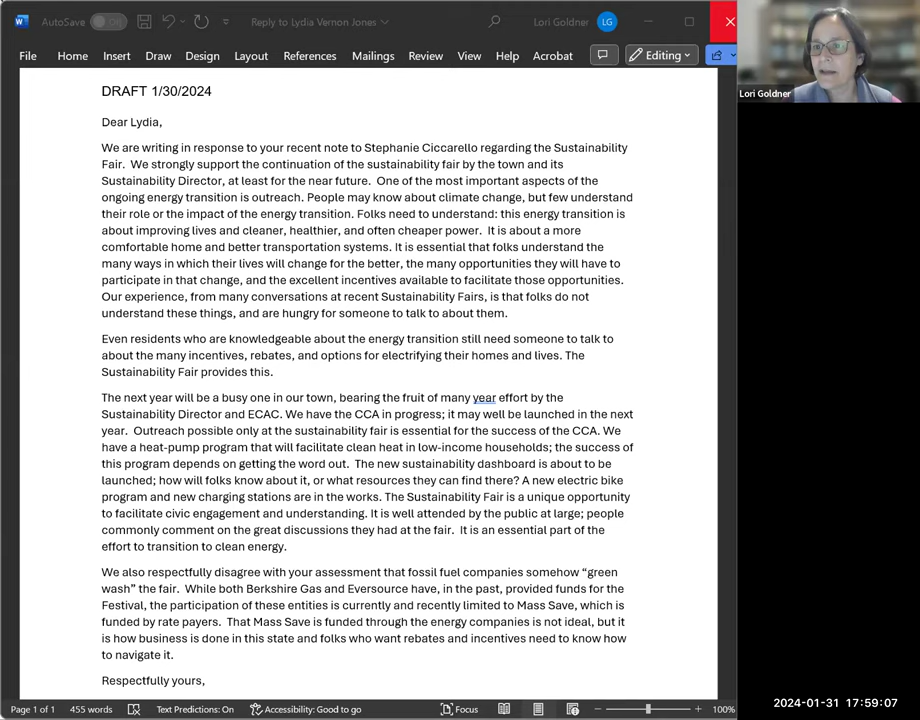 AutoSave Off Reply to Lydia Vernon Jones Lori Goldner LG
File Home Insert Draw Design Layout References Mailings Review View Help Acrobat Editing
Lori Goldner
DRAFT 1/30/2024
Dear Lydia,
We are writing in response to your recent note to Stephanie Ciccarello regarding the Sustainability
Fair. We strongly support the continuation of the sustainability fair by the town and its
Sustainability Director, at least for the near future. One of the most important aspects of the
ongoing energy transition is outreach. People may know about climate change, but few understand
their role or the impact of the energy transition. Folks need to understand: this energy transition is
about improving lives and cleaner, healthier, and often cheaper power. It is about a more
comfortable home and better transportation systems. It is essential that folks understand the
many ways in which their lives will change for the better, the many opportunities they will have to
participate in that change, and the excellent incentives available to facilitate those opportunities.
Our experience, from many conversations at recent Sustainability Fairs, is that folks do not
understand these things, and are hungry for someone to talk to about them.
Even residents who are knowledgeable about the energy transition still need someone to talk to
about the many incentives, rebates, and options for electrifying their homes and lives. The
Sustainability Fair provides this.
The next year will be a busy one in our town, bearing the fruit of many year effort by the
Sustainability Director and ECAC. We have the CCA in progress; it may well be launched in the next
year. Outreach possible only at the sustainability fair is essential for the success of the CCA. We
have a heat-pump program that will facilitate clean heat in low-income households; the success of
this program depends on getting the word out. The new sustainability dashboard is about to be
launched; how will folks know about it, or what resources they can find there? A new electric bike
program and new charging stations are in the works. The Sustainability Fair is a unique opportunity
to facilitate civic engagement and understanding. It is well attended by the public at large; people
commonly comment on the great discussions they had at the fair. It is an essential part of the
effort to transition to clean energy.
We also respectfully disagree with your assessment that fossil fuel companies somehow “green
wash” the fair. While both Berkshire Gas and Eversource have, in the past, provided funds for the
Festival, the participation of these entities is currently and recently limited to Mass Save, which is
funded by rate payers. That Mass Save is funded through the energy companies is not ideal, but it
is how business is done in this state and folks who want rebates and incentives need to know how
to navigate it.
Respectfully yours,
Page 1 of 1 455 words Text Predictions: On Accessibility: Good to go Focus 100%
2024-01-31 17:59:07